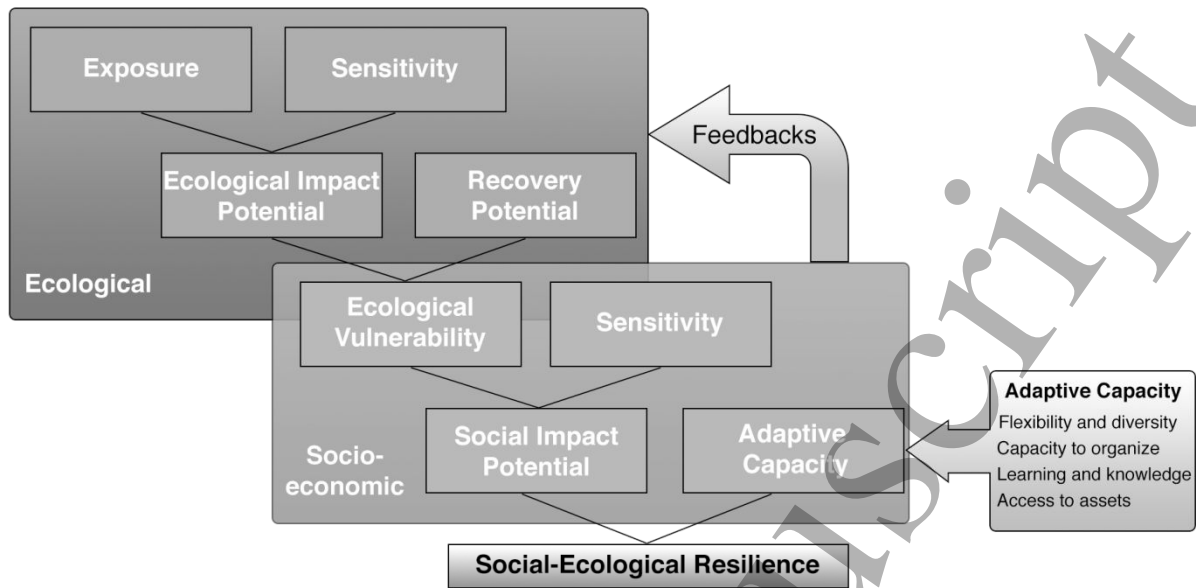 Exposure
Sensitivity
Feedbacks
Ecological Impact
Potential
Recovery
Potential
Ecological
Ecological
Vulnerability
Sensitivity
Socio-
economic
Social Impact
Potential
Adaptive
Capacity
Adaptive Capacity
Flexibility and diversity
Capacity to organize
Learning and knowledge
Access to assets
Social-Ecological Resilience